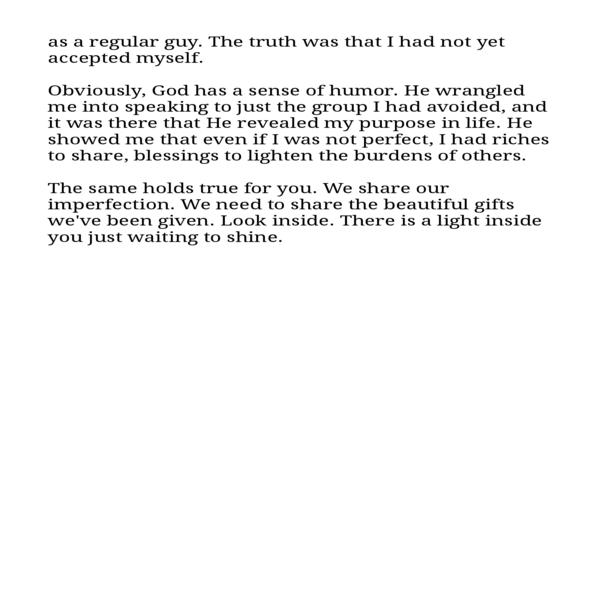 as a regular guy. The truth was that I had not yet
accepted myself.
Obviously, God has a sense of humor. He wrangled
me into speaking to just the group I had avoided, and
it was there that He revealed my purpose in life. He
showed me that even if I was not perfect, I had riches
to share, blessings to lighten the burdens of others.
The same holds true for you. We share our
imperfection. We need to share the beautiful gifts
we've been given. Look inside. There is a light inside
you just waiting to shine.